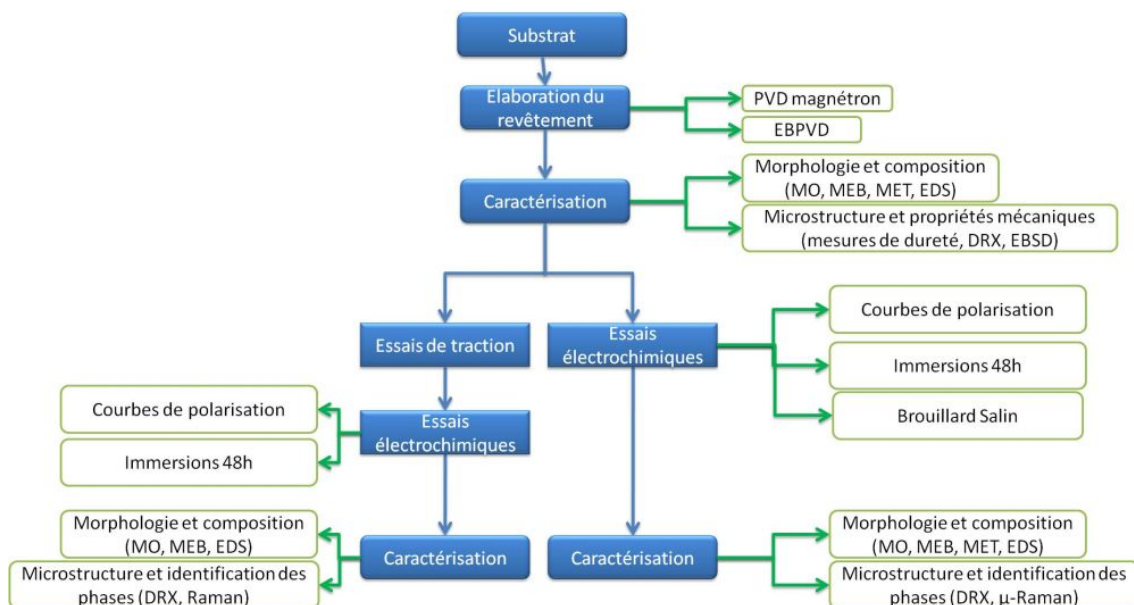 Substrat
Elaboration du
revêtement
PVD magnétron
EBPVD
Caractérisation
Morphologie et composition
(MO, MEB, MET, EDS)
Microstructure et propriétés mécaniques
(mesures de dureté, DRX, EBSD)
Essais de traction
Essais
électrochimiques
Courbes de polarisation
Immersions 48h
Brouillard Salin
Essais
électrochimiques
Courbes de polarisation
Immersions 48h
Caractérisation
Morphologie et composition
(MO, MEB, EDS)
Microstructure et identification des
phases (DRX, Raman)
Caractérisation
Morphologie et composition
(MO, MEB, MET, EDS)
Microstructure et identification des
phases (DRX, µ-Raman)